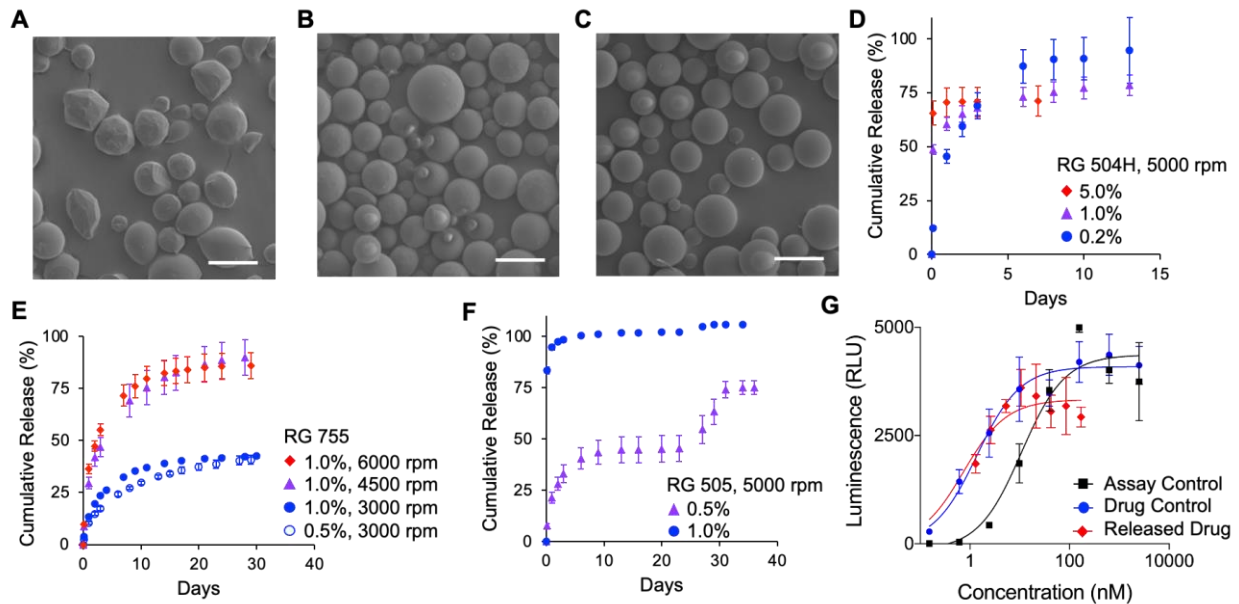 A
B
C
D
Cumulative Release (%)
100
75
50
25
0
0
5
10
15
Days
RG 504H, 5000 rpm
5.0%
1.0%
0.2%
E
Cumulative Release (%)
100
75
50
25
0
0
10
20
30
40
Days
RG 755
1.0%, 6000 rpm
1.0%, 4500 rpm
1.0%, 3000 rpm
0.5%, 3000 rpm
F
Cumulative Release (%)
100
75
50
25
0
0
10
20
30
40
Days
RG 505, 5000 rpm
0.5%
1.0%
G
Luminescence (RLU)
5000
2500
0
1
100
10000
Concentration (nM)
Assay Control
Drug Control
Released Drug